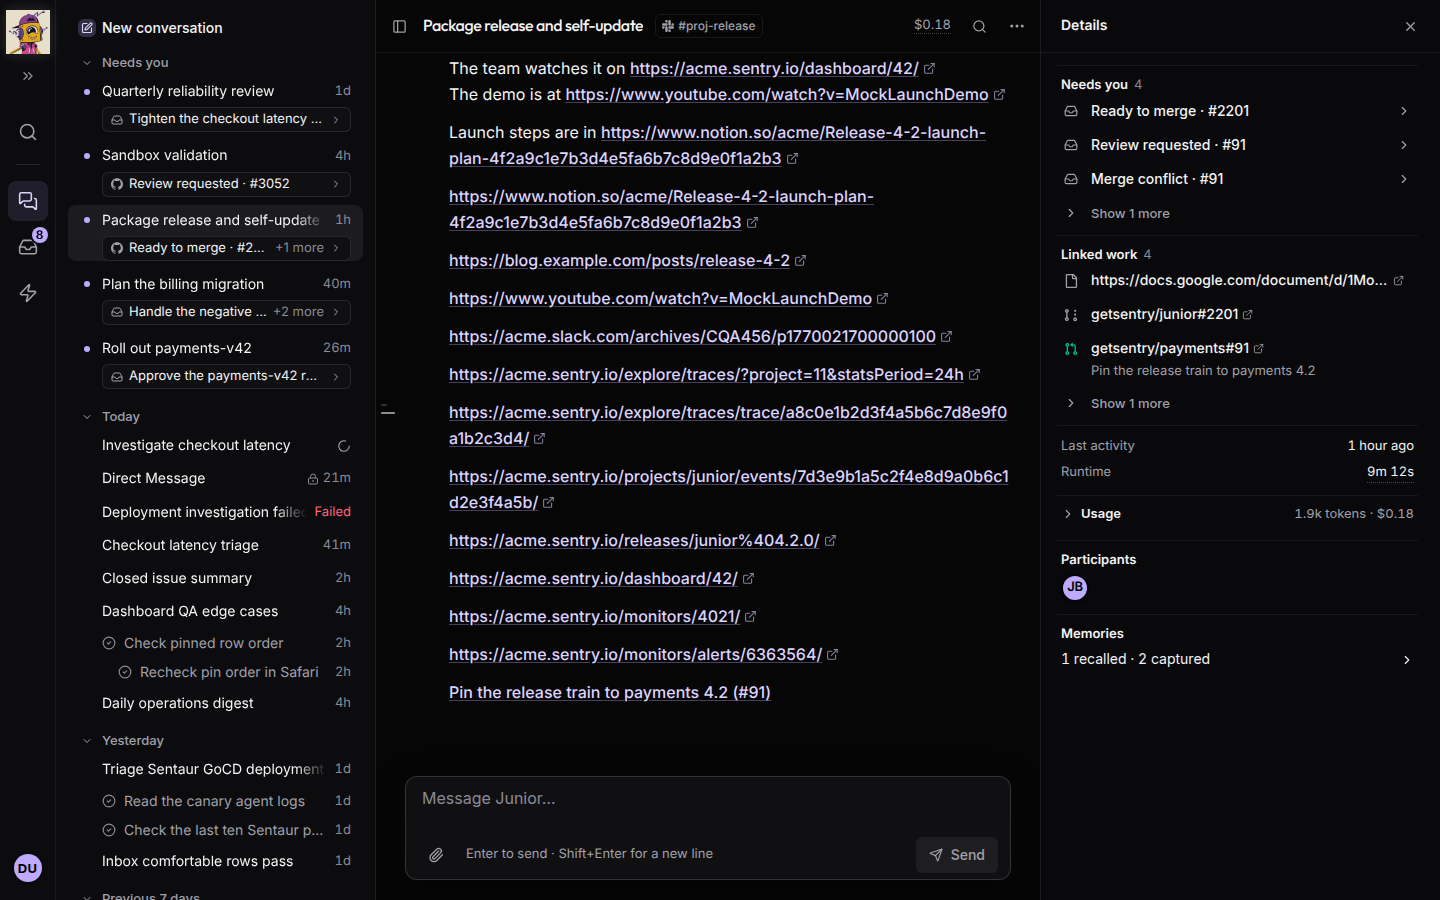 New conversation
Needs you
Quarterly reliability review 1d
Tighten the checkout latency ...
Sandbox validation 4h
Review requested · #3052
Package release and self-update 1h
Ready to merge · #2... +1 more
8
Plan the billing migration 40m
Handle the negative ... +2 more
Roll out payments-v42 26m
Approve the payments-v42 r...
Today
Investigate checkout latency
Direct Message 21m
Deployment investigation failed Failed
Checkout latency triage 41m
Closed issue summary 2h
Dashboard QA edge cases 4h
Check pinned row order 2h
Recheck pin order in Safari 2h
Daily operations digest 4h
Yesterday
Triage Sentaur GoCD deployment 1d
Read the canary agent logs 1d
Check the last ten Sentaur p... 1d
Inbox comfortable rows pass 1d
Previous 7 days
DU
Package release and self-update #proj-release $0.18
The team watches it on https://acme.sentry.io/dashboard/42/
The demo is at https://www.youtube.com/watch?v=MockLaunchDemo
Launch steps are in https://www.notion.so/acme/Release-4-2-launch-
plan-4f2a9c1e7b3d4e5fa6b7c8d9e0f1a2b3
https://www.notion.so/acme/Release-4-2-launch-plan-
4f2a9c1e7b3d4e5fa6b7c8d9e0f1a2b3
https://blog.example.com/posts/release-4-2
https://www.youtube.com/watch?v=MockLaunchDemo
https://acme.slack.com/archives/CQA456/p1770021700000100
https://acme.sentry.io/explore/traces/?project=11&statsPeriod=24h
https://acme.sentry.io/explore/traces/trace/a8c0e1b2d3f4a5b6c7d8e9f0
a1b2c3d4/
https://acme.sentry.io/projects/junior/events/7d3e9b1a5c2f4e8d9a0b6c1
d2e3f4a5b/
https://acme.sentry.io/releases/junior%404.2.0/
https://acme.sentry.io/dashboard/42/
https://acme.sentry.io/monitors/4021/
https://acme.sentry.io/monitors/alerts/6363564/
Pin the release train to payments 4.2 (#91)
Message Junior...
Enter to send · Shift+Enter for a new line
Send
Details
Needs you 4
Ready to merge · #2201
Review requested · #91
Merge conflict · #91
Show 1 more
Linked work 4
https://docs.google.com/document/d/1Mo...
getsentry/junior#2201
getsentry/payments#91
Pin the release train to payments 4.2
Show 1 more
Last activity 1 hour ago
Runtime 9m 12s
Usage 1.9k tokens · $0.18
Participants
JB
Memories
1 recalled · 2 captured